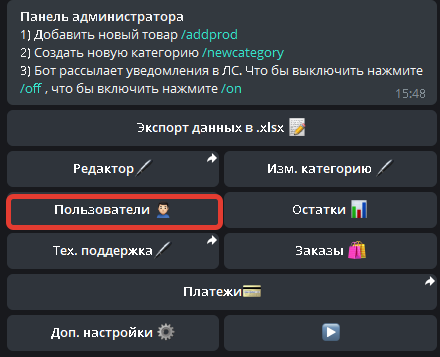 Панель администратора
1) Добавить новый товар /addprod
2) Создать новую категорию /newcategory
3) Бот рассылает уведомления в ЛС. Что бы выключить нажмите
/off , что бы включить нажмите /on
15:48
Экспорт данных в .xlsx
Редактор
Изм. категорию
Пользователи
Остатки
Тех. поддержка
Заказы
Платежи
Доп. настройки